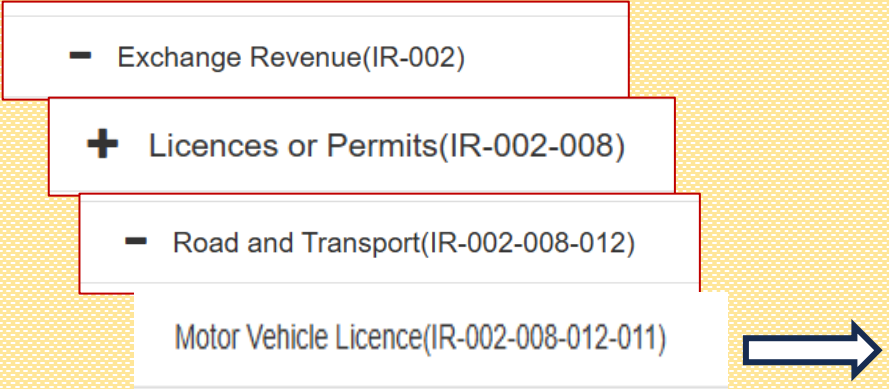 Exchange Revenue(IR-002)
Licences or Permits(IR-002-008)
Road and Transport(IR-002-008-012)
Motor Vehicle Licence(IR-002-008-012-011)